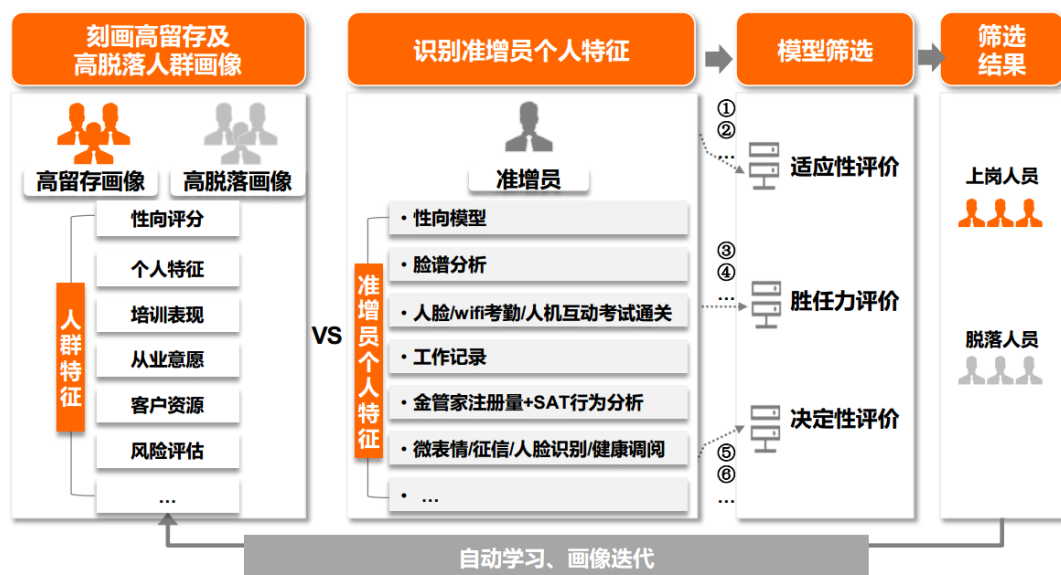 刻画高留存及
高脱落人群画像
识别准增员个人特征
模型筛选
筛选
结果
高留存画像
高脱落画像
人群特征
性向评分
个人特征
培训表现
从业意愿
客户资源
风险评估
...
VS
准增员
准增员个人特征
· 性向模型
· 脸谱分析
· 人脸/wifi考勤/人机互动考试通关
· 工作记录
· 金管家注册量+SAT行为分析
· 微表情/征信/人脸识别/健康调阅
· ...
①
②
...
适应性评价
③
④
...
胜任力评价
决定性评价
⑤
⑥
...
上岗人员
脱落人员
自动学习、画像迭代